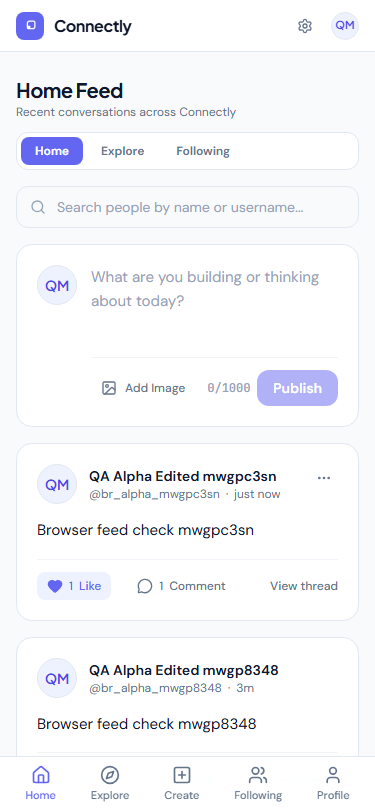 Connectly
QM
Home Feed
Recent conversations across Connectly
Home Explore Following
Search people by name or username...
QM
What are you building or thinking
about today?
Add Image 0/1000 Publish
QM
QA Alpha Edited mwgpc3sn
@br_alpha_mwgpc3sn · just now
Browser feed check mwgpc3sn
1 Like 1 Comment View thread
QM
QA Alpha Edited mwgp8348
@br_alpha_mwgp8348 · 3m
Browser feed check mwgp8348
Home Explore Create Following Profile